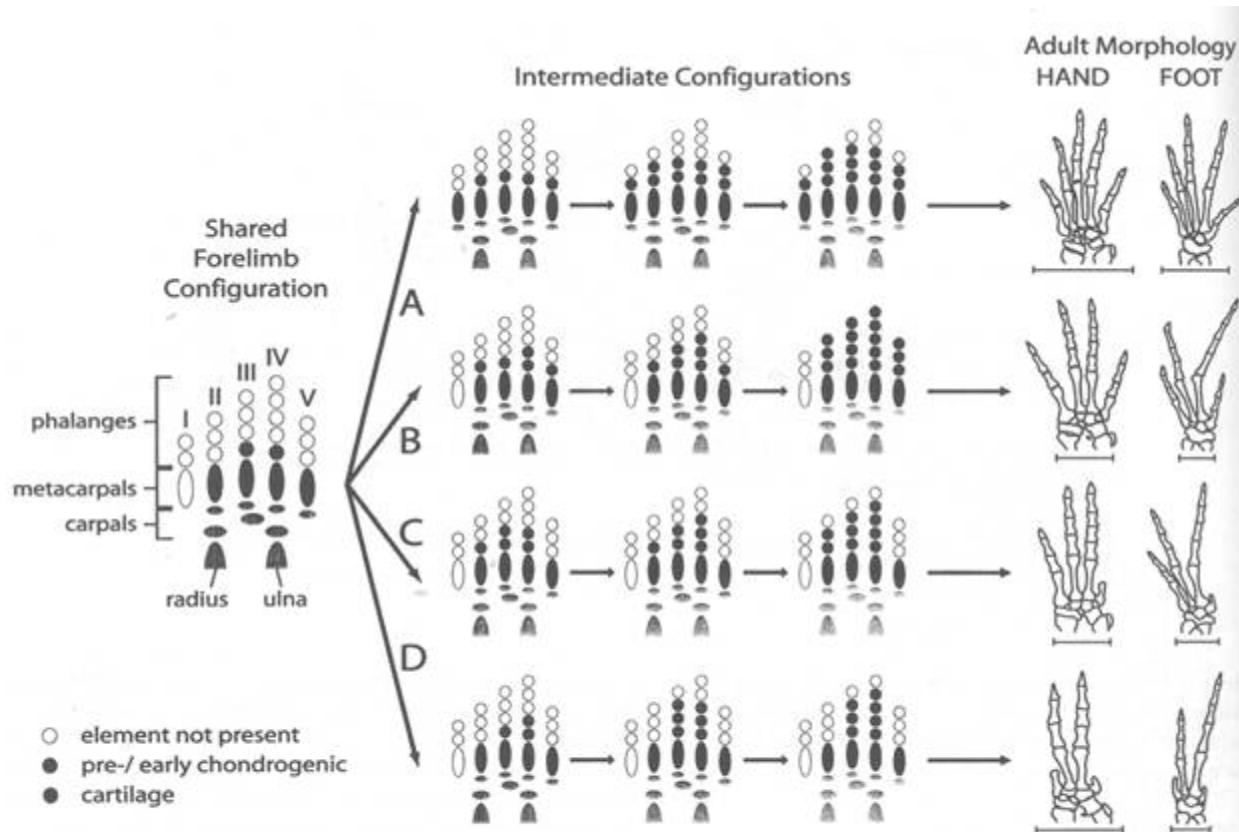 Adult Morphology
HAND FOOT
Intermediate Configurations
Shared
Forelimb
Configuration
A
B
C
D
I
II
III
IV
V
phalanges
metacarpals
carpals
radius ulna
element not present
pre-/ early chondrogenic
cartilage